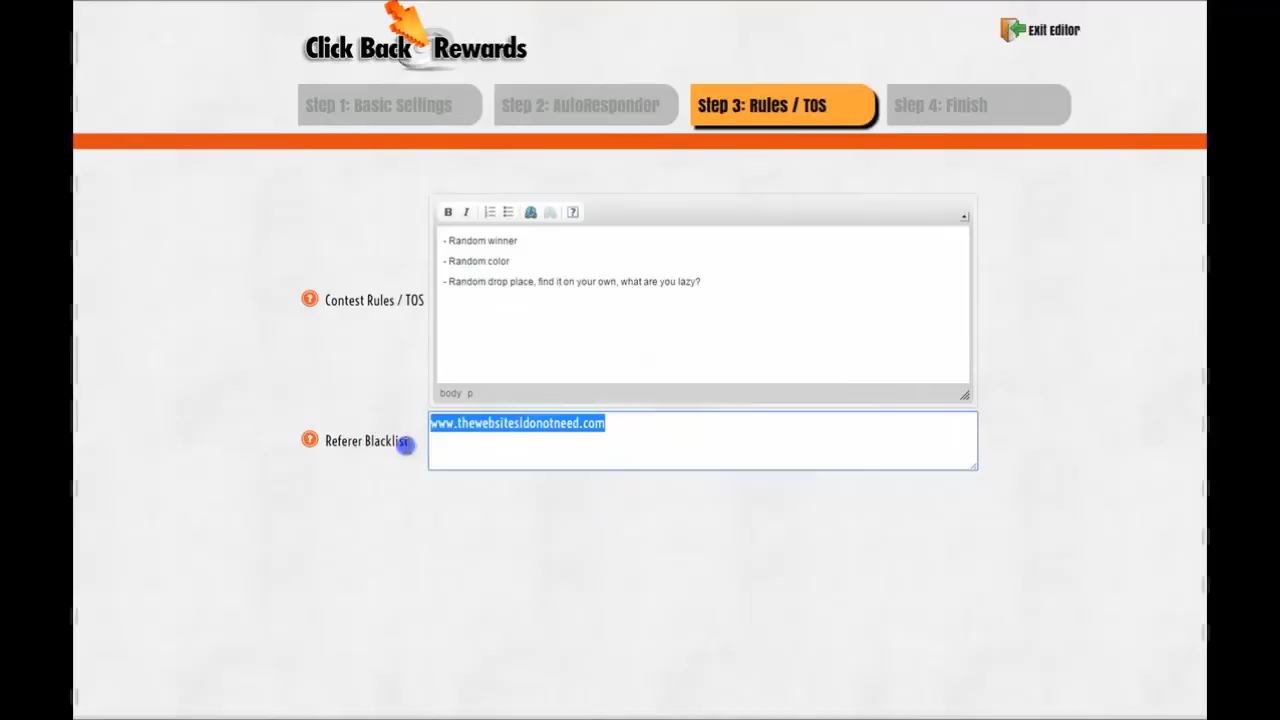 Click Back Rewards
Exit Editor
Step 1: Basic Settings
Step 2: AutoResponder
Step 3: Rules / TOS
Step 4: Finish
B I
- Random winner
- Random color
- Random drop place, find it on your own, what are you lazy?
Contest Rules / TOS
body p
www.thewebsitesIdonotneed.com
Referer Blacklist